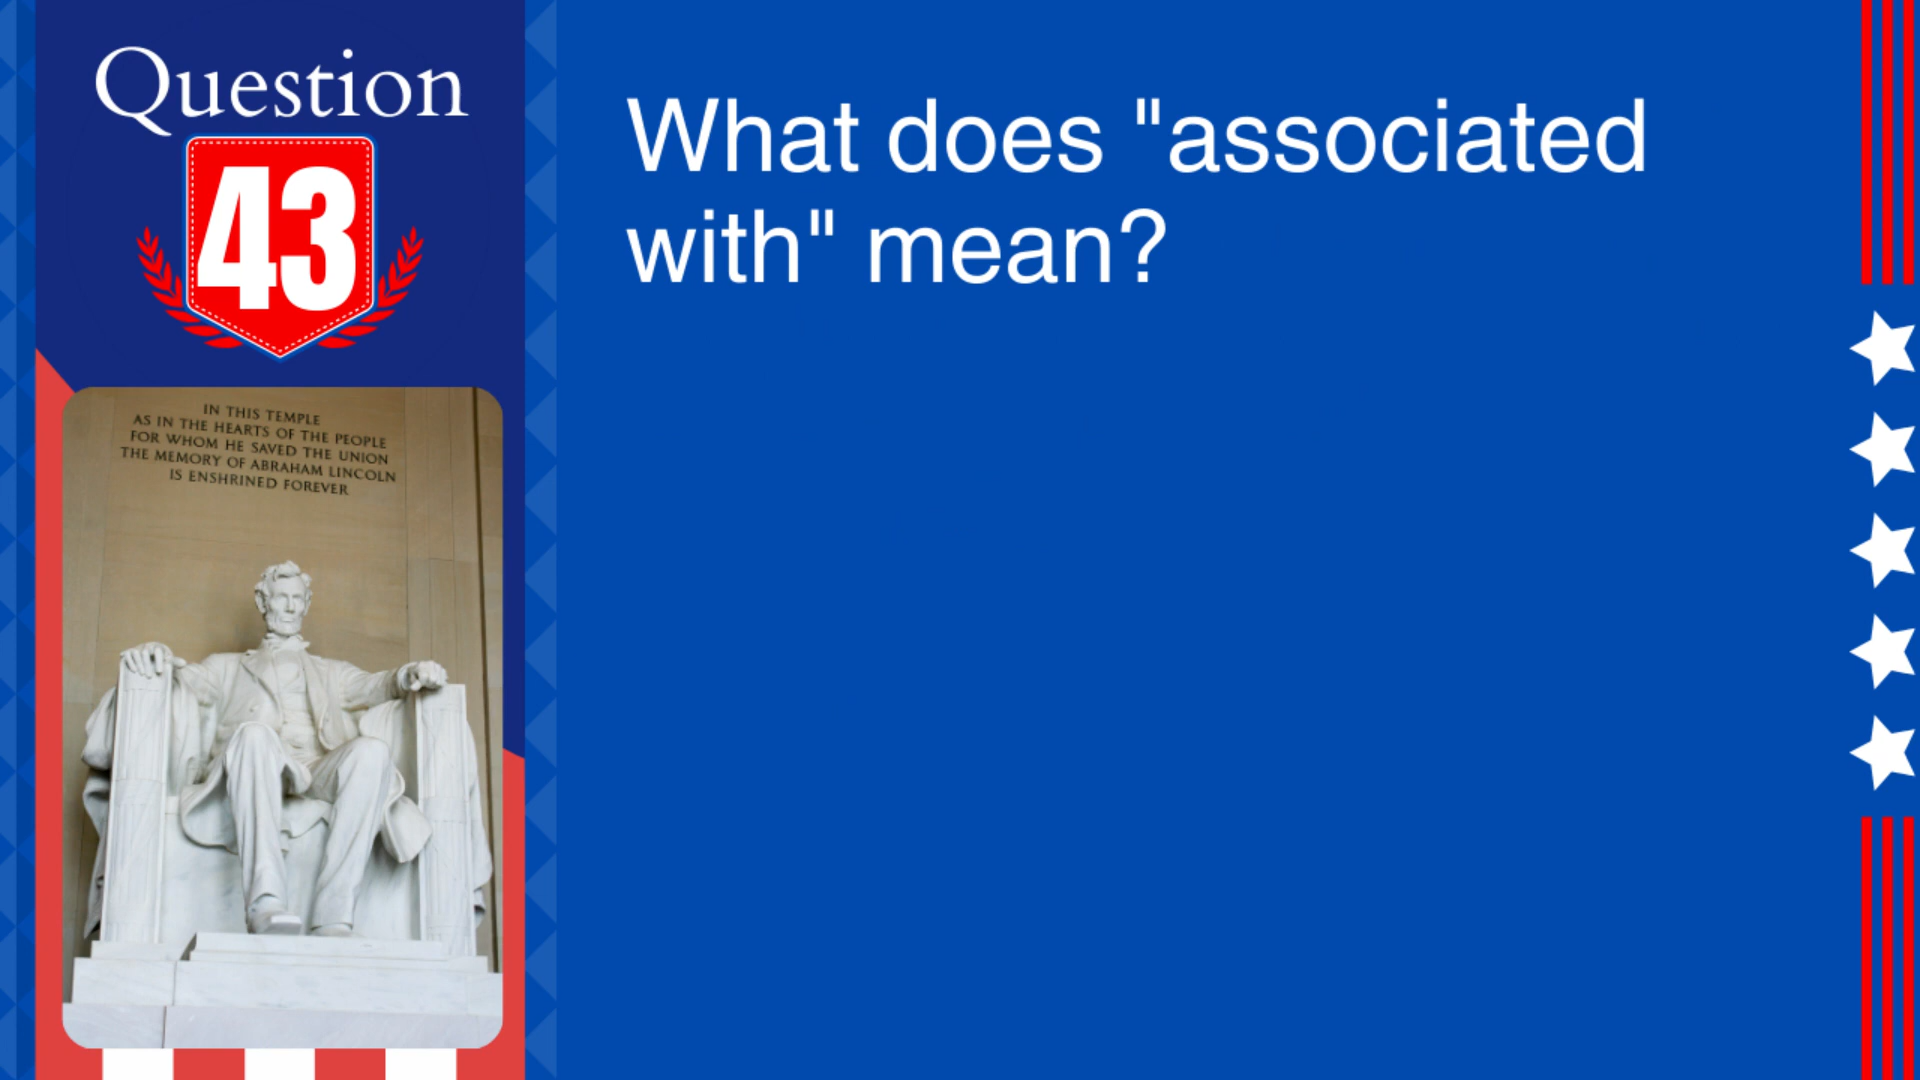 Question
43
IN THIS TEMPLE
AS IN THE HEARTS OF THE PEOPLE
FOR WHOM HE SAVED THE UNION
THE MEMORY OF ABRAHAM LINCOLN
IS ENSHRINED FOREVER
What does "associated
with" mean?